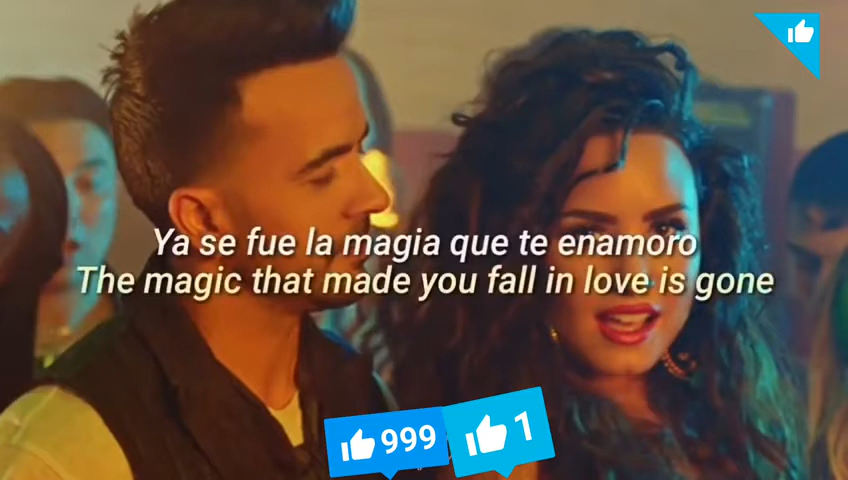 Ya se fue la magia que te enamoro
The magic that made you fall in love is gone
999
1